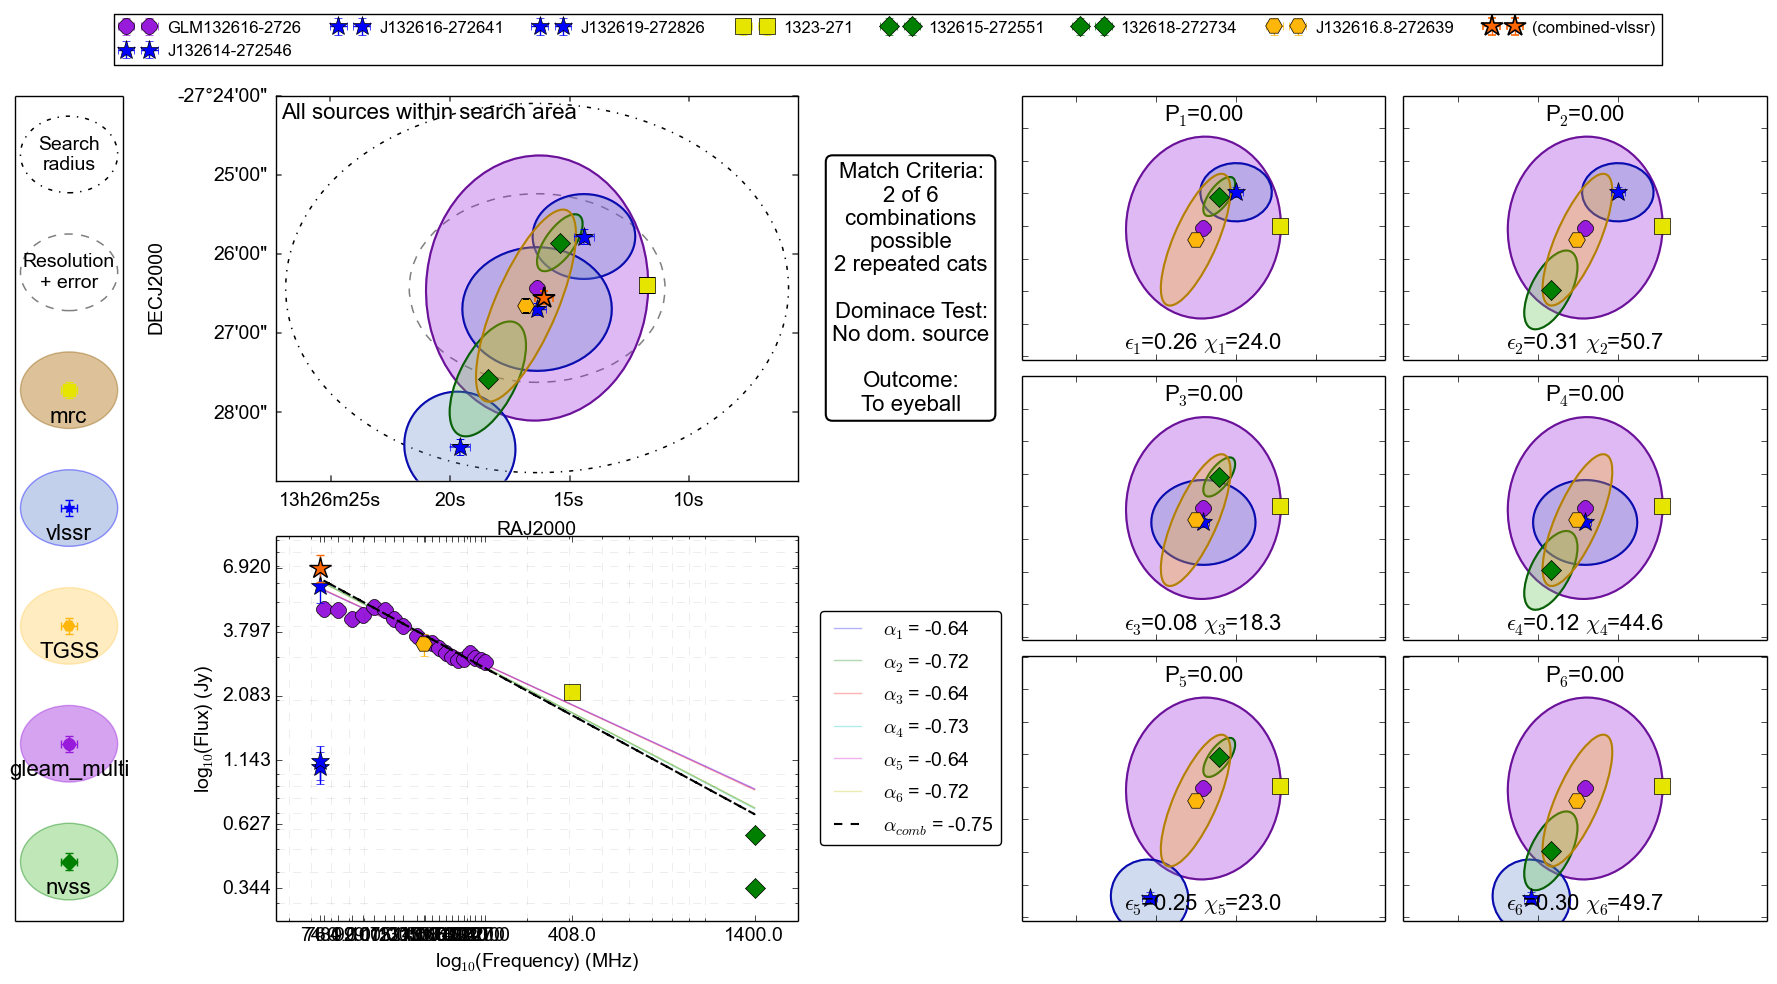 GLM132616-2726
J132616-272641
J132619-272826
1323-271
132615-272551
132618-272734
J132616.8-272639
(combined-vlssr)
J132614-272546
Search
radius
Resolution
+ error
mrc
vlssr
TGSS
gleam_multi
nvss
All sources within search area
-27°24'00"
25'00"
26'00"
27'00"
28'00"
DECJ2000
13h26m25s
20s
15s
10s
RAJ2000
Match Criteria:
2 of 6
combinations
possible
2 repeated cats
Dominace Test:
No dom. source
Outcome:
To eyeball
P1=0.00
ϵ1=0.26 χ1=24.0
P2=0.00
ϵ2=0.31 χ2=50.7
P3=0.00
ϵ3=0.08 χ3=18.3
P4=0.00
ϵ4=0.12 χ4=44.6
P5=0.00
ϵ5=0.25 χ5=23.0
P6=0.00
ϵ6=0.30 χ6=49.7
6.920
3.797
2.083
1.143
0.627
0.344
log10(Flux) (Jy)
408.0
1400.0
log10(Frequency) (MHz)
α1 = -0.64
α2 = -0.72
α3 = -0.64
α4 = -0.73
α5 = -0.64
α6 = -0.72
αcomb = -0.75